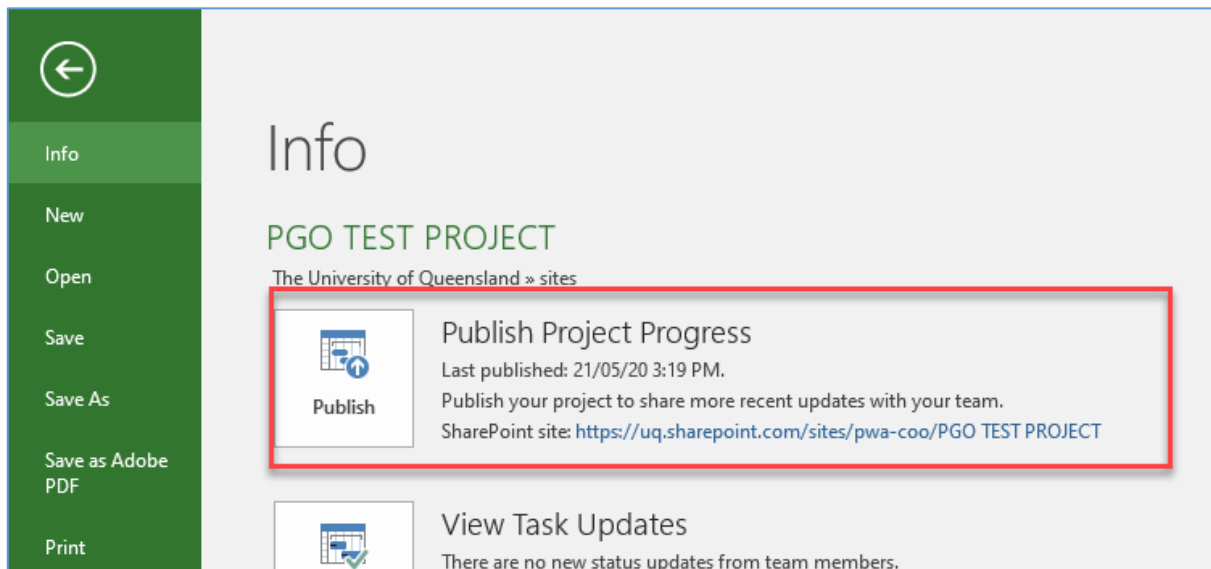 Info
New
Open
Save
Save As
Save as Adobe
PDF
Print
Info
PGO TEST PROJECT
The University of Queensland » sites
Publish
Publish Project Progress
Last published: 21/05/20 3:19 PM.
Publish your project to share more recent updates with your team.
SharePoint site: https://uq.sharepoint.com/sites/pwa-coo/PGO TEST PROJECT
View Task Updates
There are no new status updates from team members.